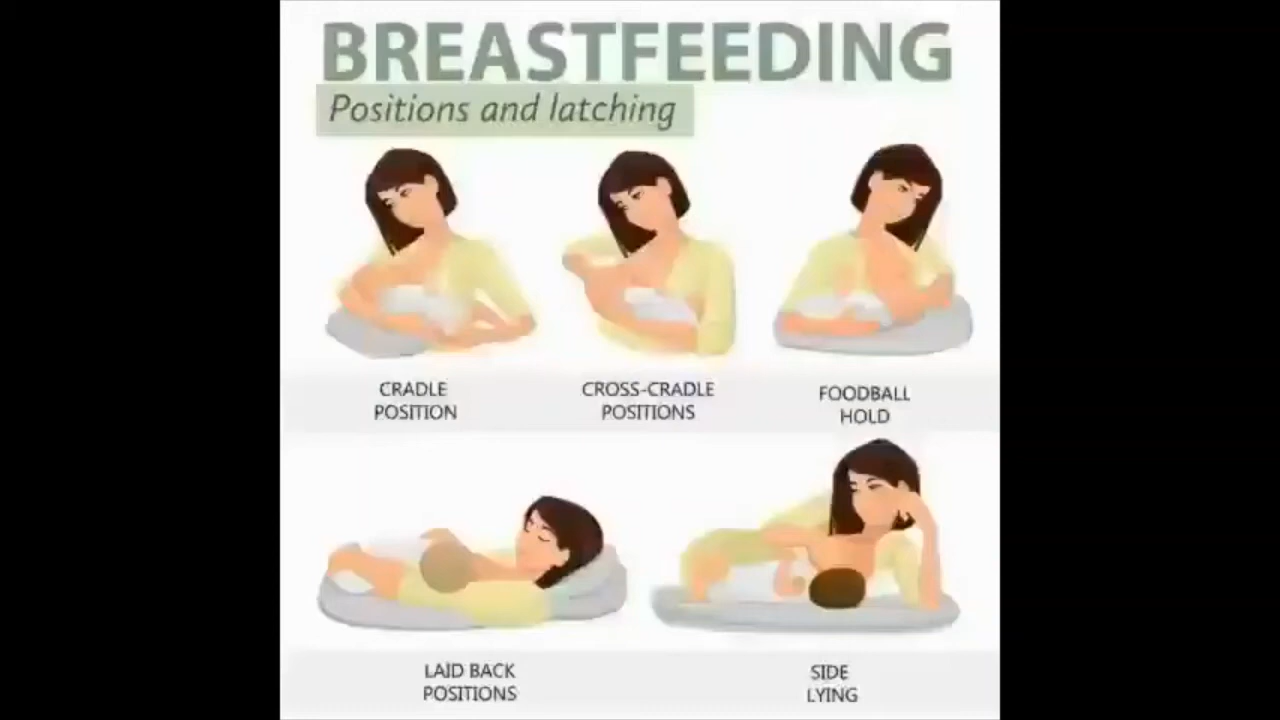 BREASTFEEDING
Positions and latching
CRADLE
POSITION
CROSS-CRADLE
POSITIONS
FOODBALL
HOLD
LAID BACK
POSITIONS
SIDE
LYING